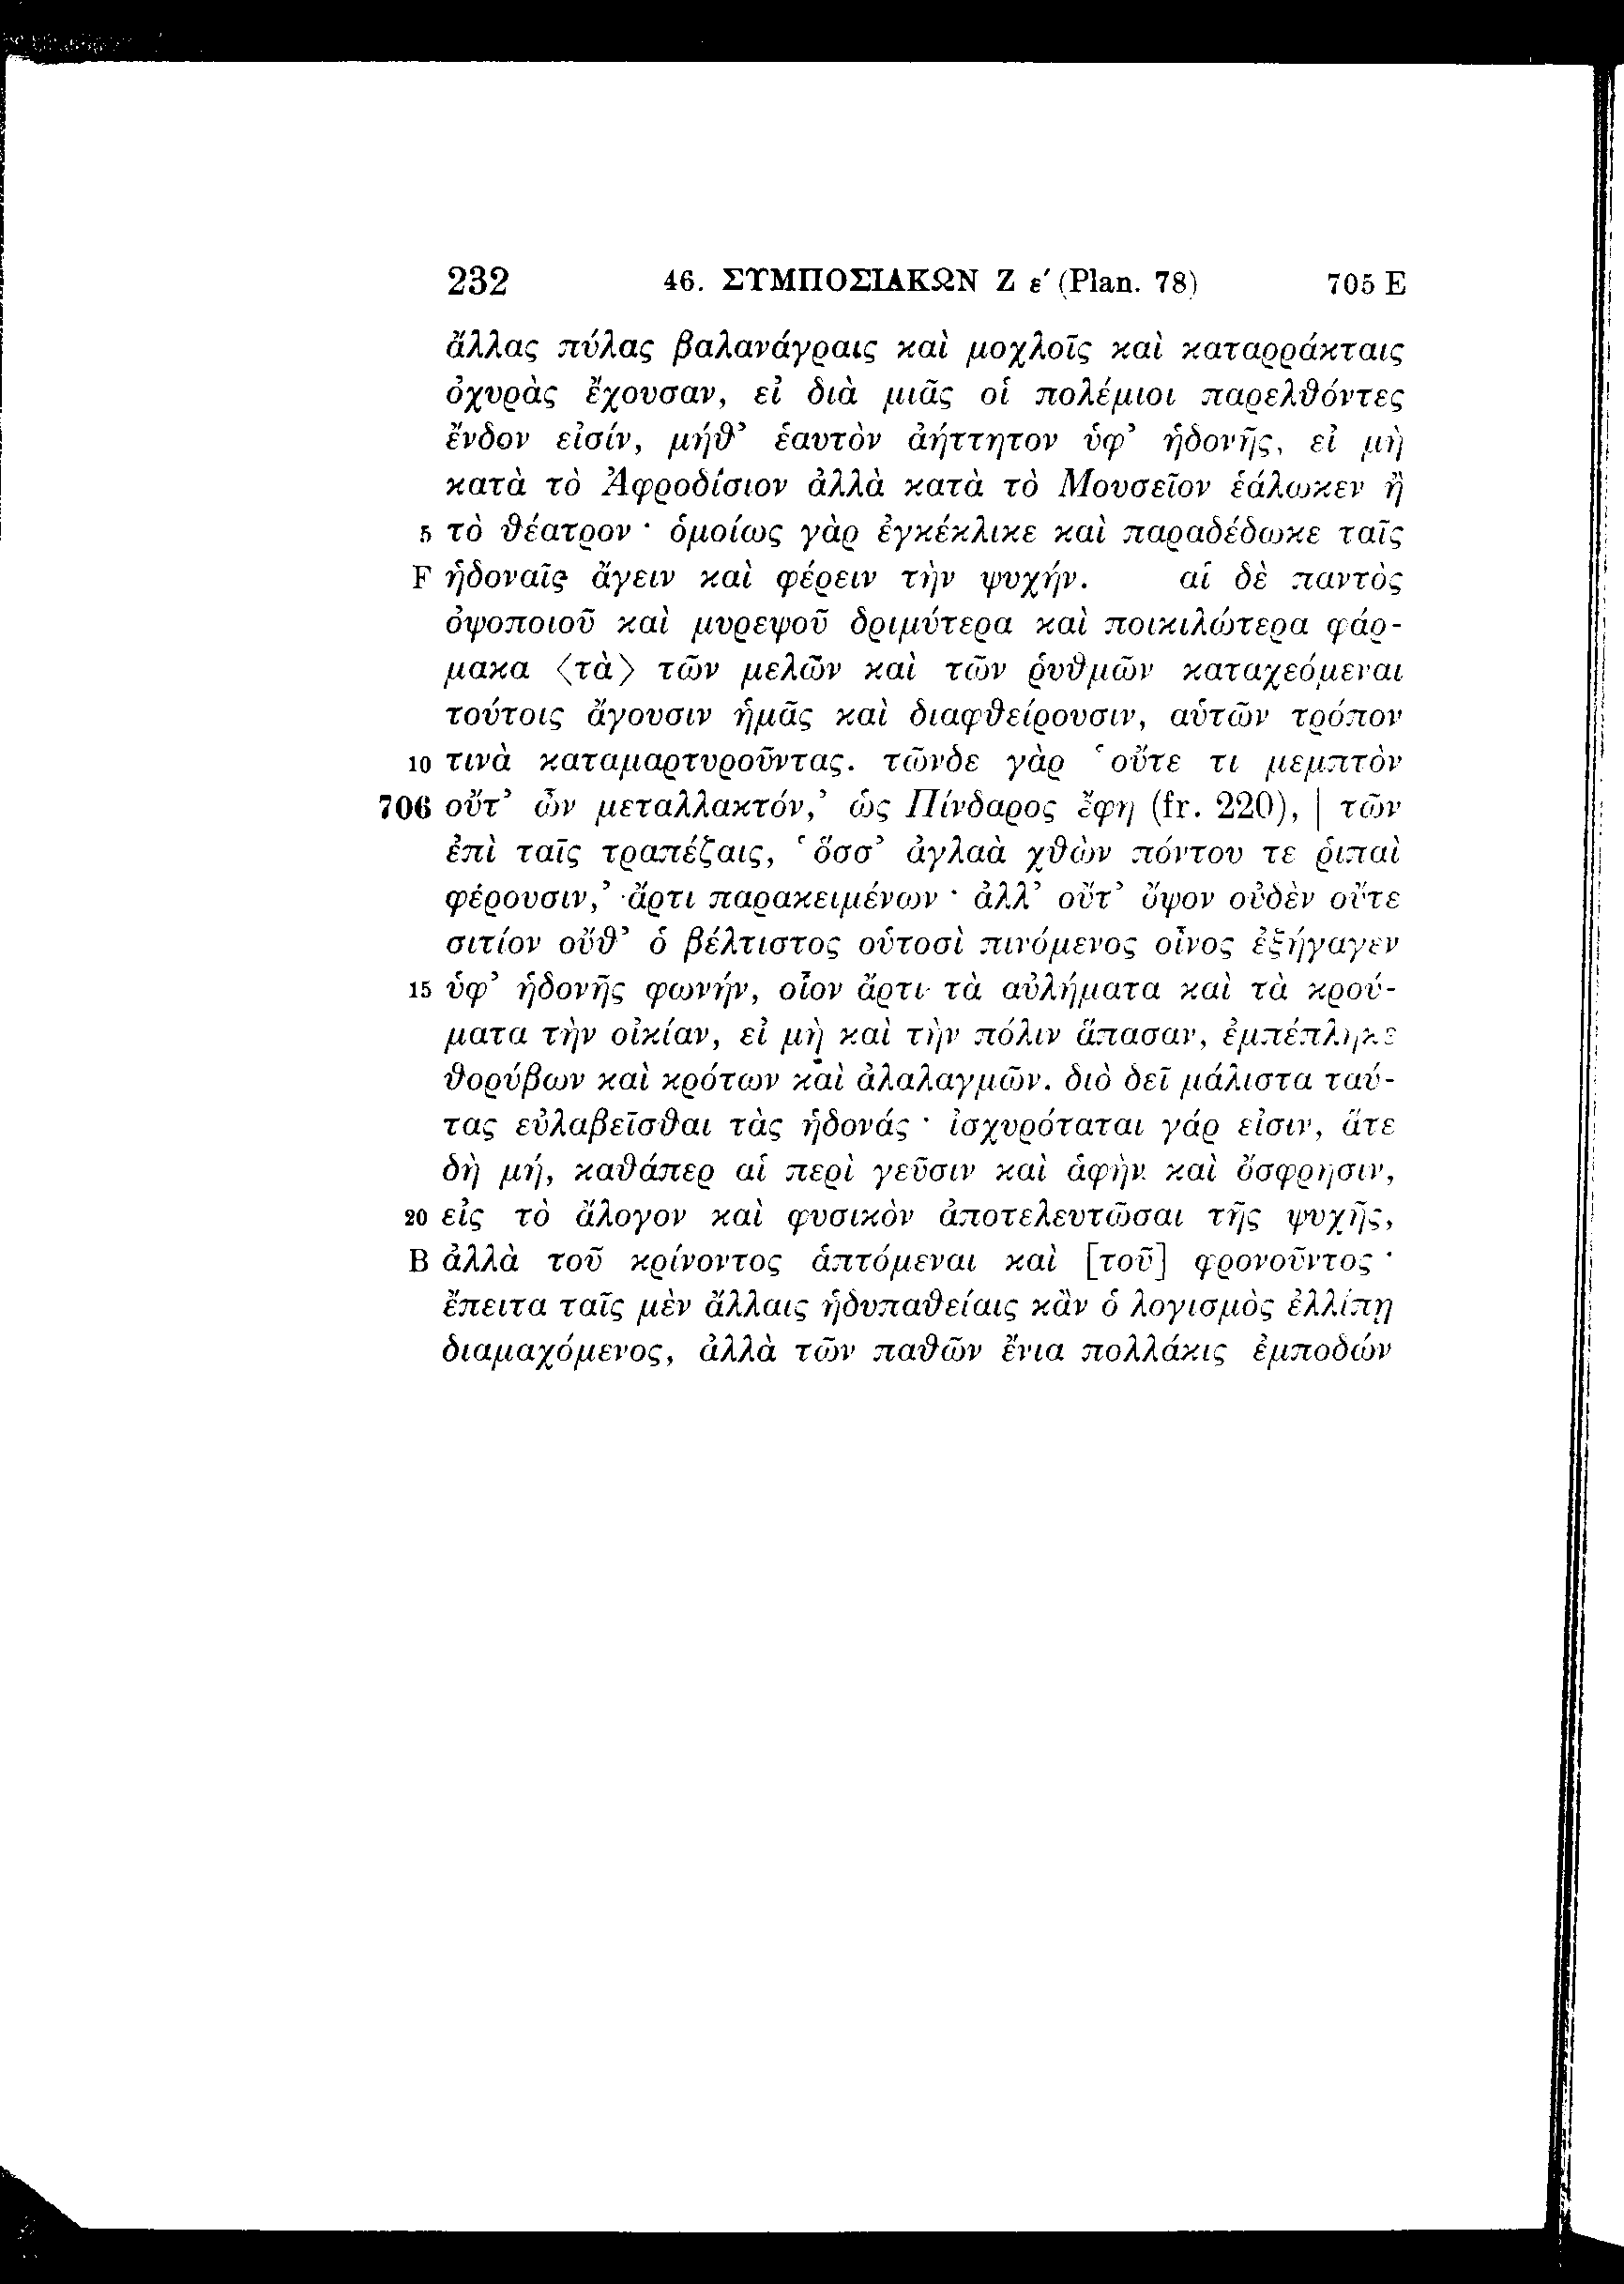 232 46. ΣΥΜΠΟΣΙΑΚΩΝ Ζ ε′ (Plan. 78) 705 E
ἄλλας πύλας βαλανάγραις καὶ μοχλοῖς καὶ καταρράκταις
ὀχυρὰς ἔχουσαν, εἰ διὰ μιᾶς οἱ πολέμιοι παρελθόντες
ἔνδον εἰσίν, μήθ’ ἑαυτὸν ἀήττητον ὑφ’ ἡδονῆς, εἰ μὴ
κατὰ τὸ Ἀφροδίσιον ἀλλὰ κατὰ τὸ Μουσεῖον ἑάλωκεν ἢ
5 τὸ θέατρον · ὁμοίως γὰρ ἐγκέκλικε καὶ παραδέδωκε ταῖς
F ἡδοναῖς ἄγειν καὶ φέρειν τὴν ψυχήν. αἱ δὲ παντὸς
ὀψοποιοῦ καὶ μυρεψοῦ δριμύτερα καὶ ποικιλώτερα φάρ-
μακα ⟨τὰ⟩ τῶν μελῶν καὶ τῶν ῥυθμῶν καταχεόμεναι
τούτοις ἄγουσιν ἡμᾶς καὶ διαφθείρουσιν, αὑτῶν τρόπον
10 τινὰ καταμαρτυροῦντας. τῶνδε γὰρ ‘οὔτε τι μεμπτὸν
706 οὔτ’ ὦν μεταλλακτόν,’ ὡς Πίνδαρος ἔφη (fr. 220), | τῶν
ἐπὶ ταῖς τραπέζαις, ‘ὅσσ’ ἀγλαὰ χθὼν πόντου τε ῥιπαὶ
φέρουσιν,’ ἄρτι παρακειμένων · ἀλλ’ οὔτ’ ὄψον οὐδὲν οὔτε
σιτίον οὔθ’ ὁ βέλτιστος οὑτοσὶ πινόμενος οἶνος ἐξήγαγεν
15 ὑφ’ ἡδονῆς φωνήν, οἷον ἄρτι τὰ αὐλήματα καὶ τὰ κρού-
ματα τὴν οἰκίαν, εἰ μὴ καὶ τὴν πόλιν ἅπασαν, ἐμπέπληκε
θορύβων καὶ κρότων καὶ ἀλαλαγμῶν. διὸ δεῖ μάλιστα ταύ-
τας εὐλαβεῖσθαι τὰς ἡδονάς · ἰσχυρόταται γάρ εἰσιν, ἅτε
δὴ μή, καθάπερ αἱ περὶ γεῦσιν καὶ ἁφὴν καὶ ὄσφρησιν,
20 εἰς τὸ ἄλογον καὶ φυσικὸν ἀποτελευτῶσαι τῆς ψυχῆς,
B ἀλλὰ τοῦ κρίνοντος ἁπτόμεναι καὶ [τοῦ] φρονοῦντος ·
ἔπειτα ταῖς μὲν ἄλλαις ἡδυπαθείαις κἂν ὁ λογισμὸς ἐλλίπῃ
διαμαχόμενος, ἀλλὰ τῶν παθῶν ἔνια πολλάκις ἐμποδών